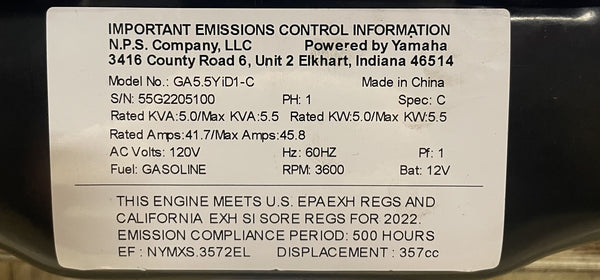 IMPORTANT EMISSIONS CONTROL INFORMATION
N.P.S. Company, LLC Powered by Yamaha
3416 County Road 6, Unit 2 Elkhart, Indiana 46514
Model No.: GA5.5YiD1-C Made in China
S/N: 55G2205100 PH: 1 Spec: C
Rated KVA:5.0/Max KVA:5.5 Rated KW:5.0/Max KW:5.5
Rated Amps:41.7/Max Amps:45.8
AC Volts: 120V Hz: 60HZ Pf: 1
Fuel: GASOLINE RPM: 3600 Bat: 12V
THIS ENGINE MEETS U.S. EPAEXH REGS AND
CALIFORNIA EXH SI SORE REGS FOR 2022.
EMISSION COMPLIANCE PERIOD: 500 HOURS
EF : NYMXS.3572EL DISPLACEMENT : 357cc